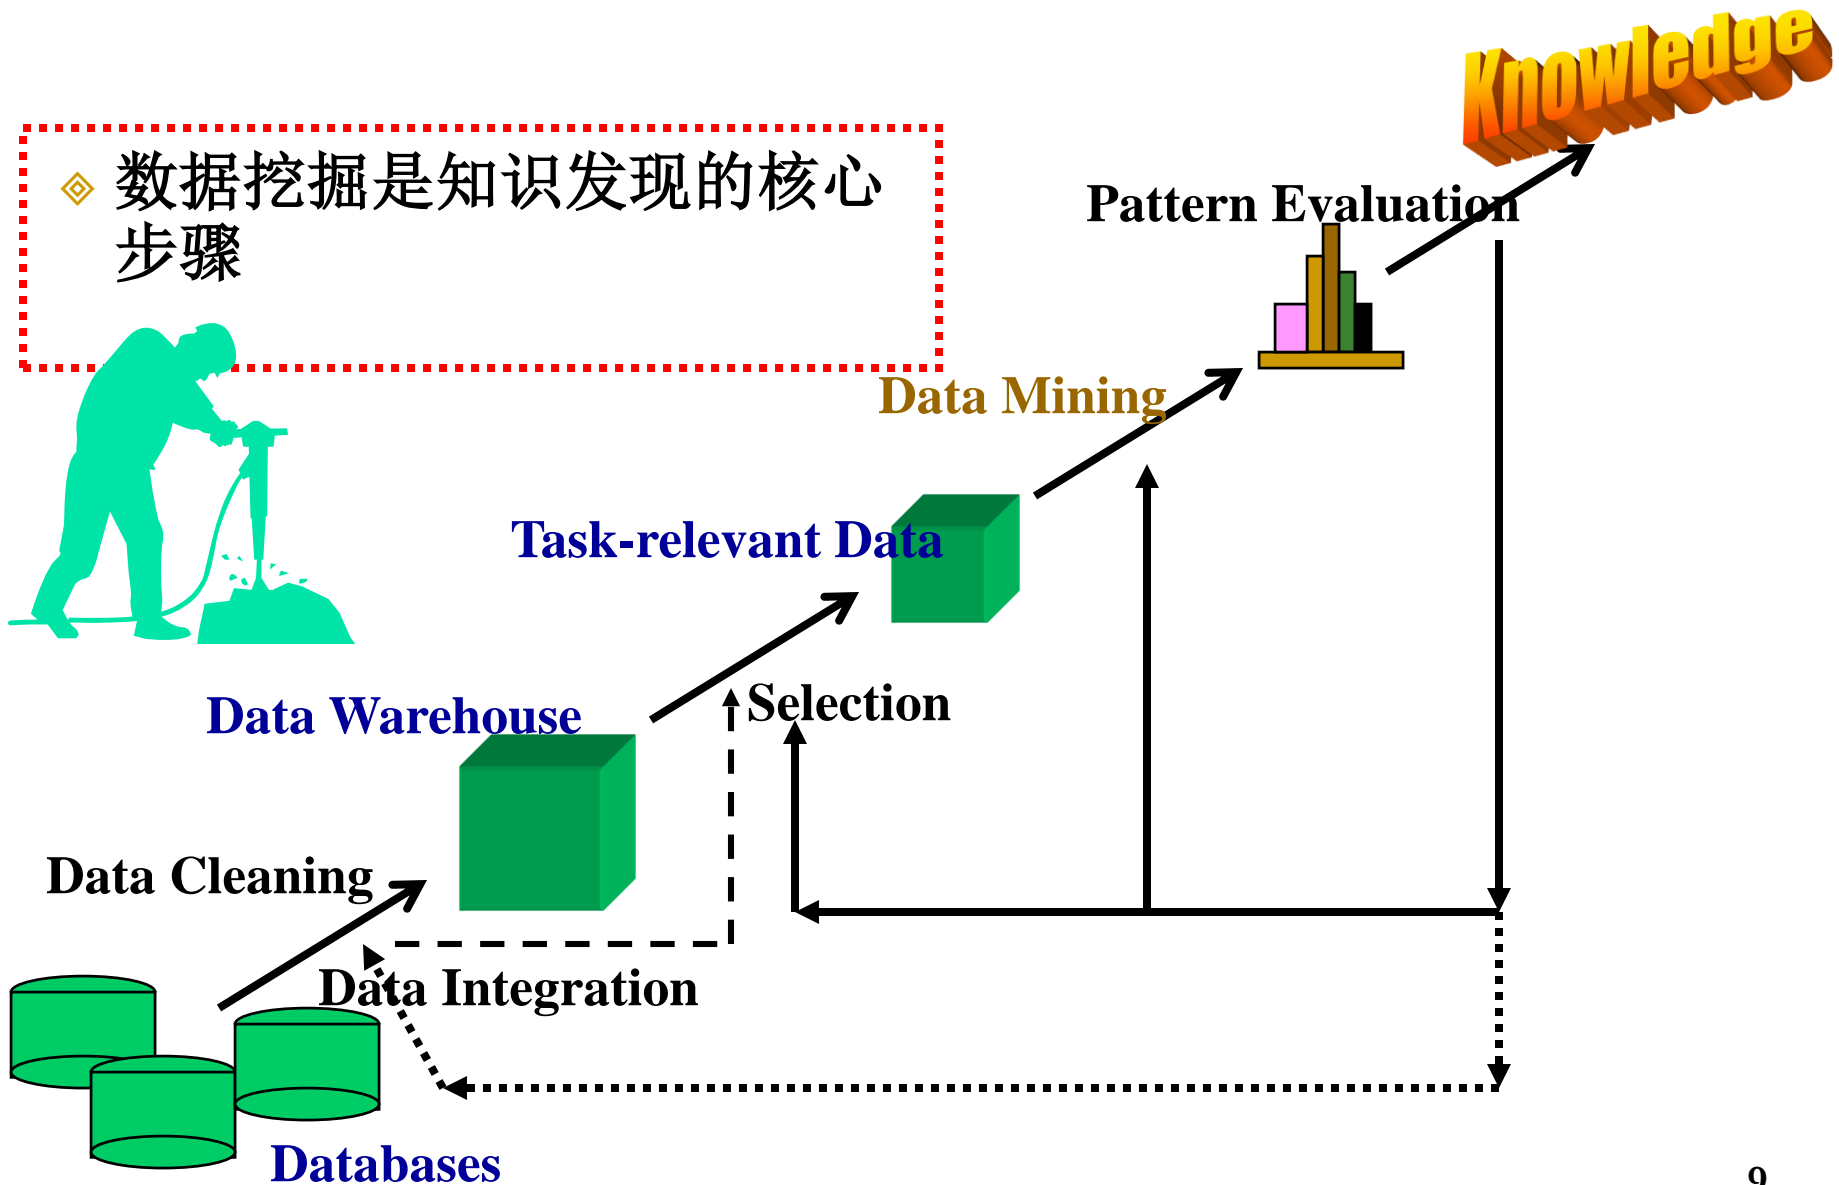 Knowledge
数据挖掘是知识发现的核心
步骤
Pattern Evaluation
Data Mining
Task-relevant Data
Selection
Data Warehouse
Data Cleaning
Data Integration
Databases
9